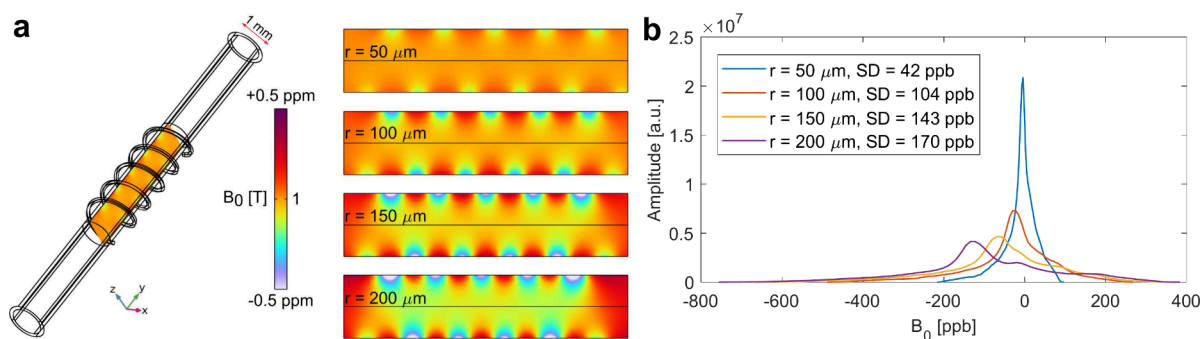 a
1 mm
+0.5 ppm
B0 [T]
1
-0.5 ppm
z
y
x
r = 50 μm
r = 100 μm
r = 150 μm
r = 200 μm
b
×10^7
2.5
2
1.5
1
0.5
0
Amplitude [a.u.]
r = 50 μm, SD = 42 ppb
r = 100 μm, SD = 104 ppb
r = 150 μm, SD = 143 ppb
r = 200 μm, SD = 170 ppb
-800 -600 -400 -200 0 200 400
B0 [ppb]